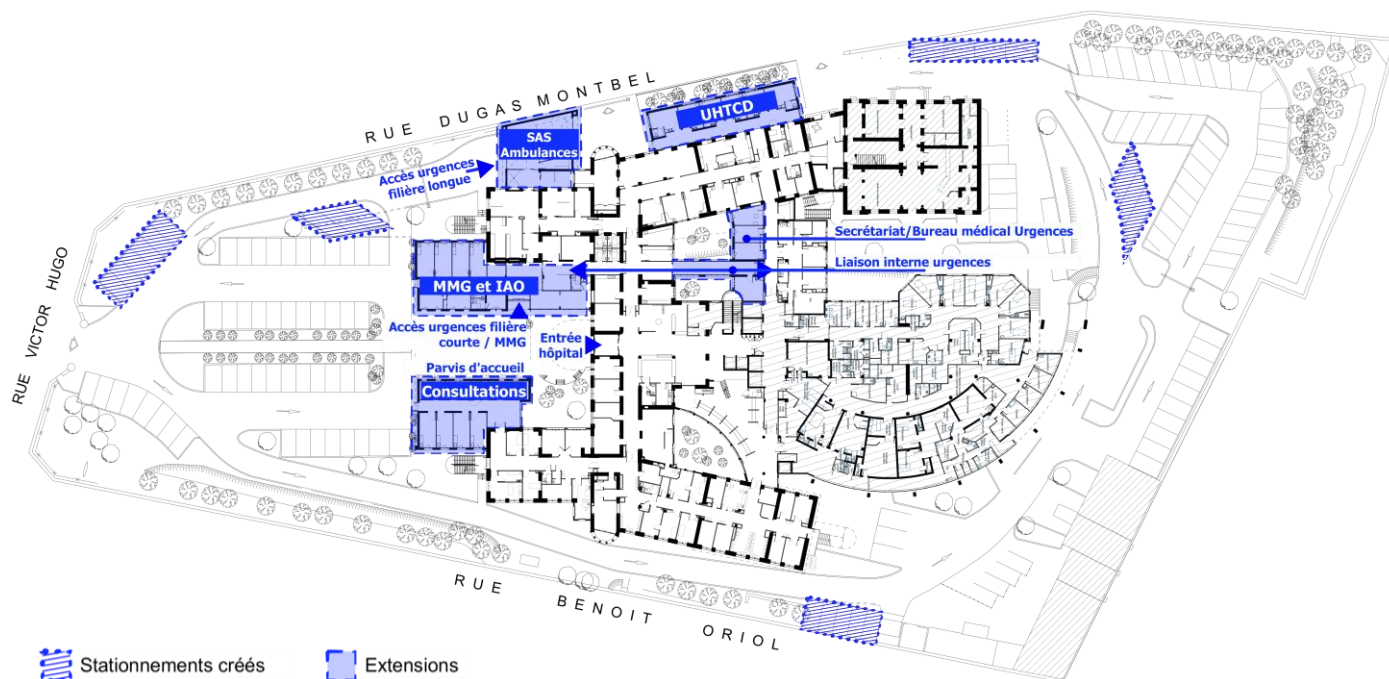 RUE DUGAS MONTBEL
UHTCD
SAS
Ambulances
Accès urgences
filière longue
Secrétariat/Bureau médical Urgences
Liaison interne urgences
MMG et IAO
Accès urgences filière
courte / MMG
Entrée
hôpital
Parvis d'accueil
Consultations
RUE VICTOR HUGO
RUE BENOIT ORIOL
Stationnements créés
Extensions